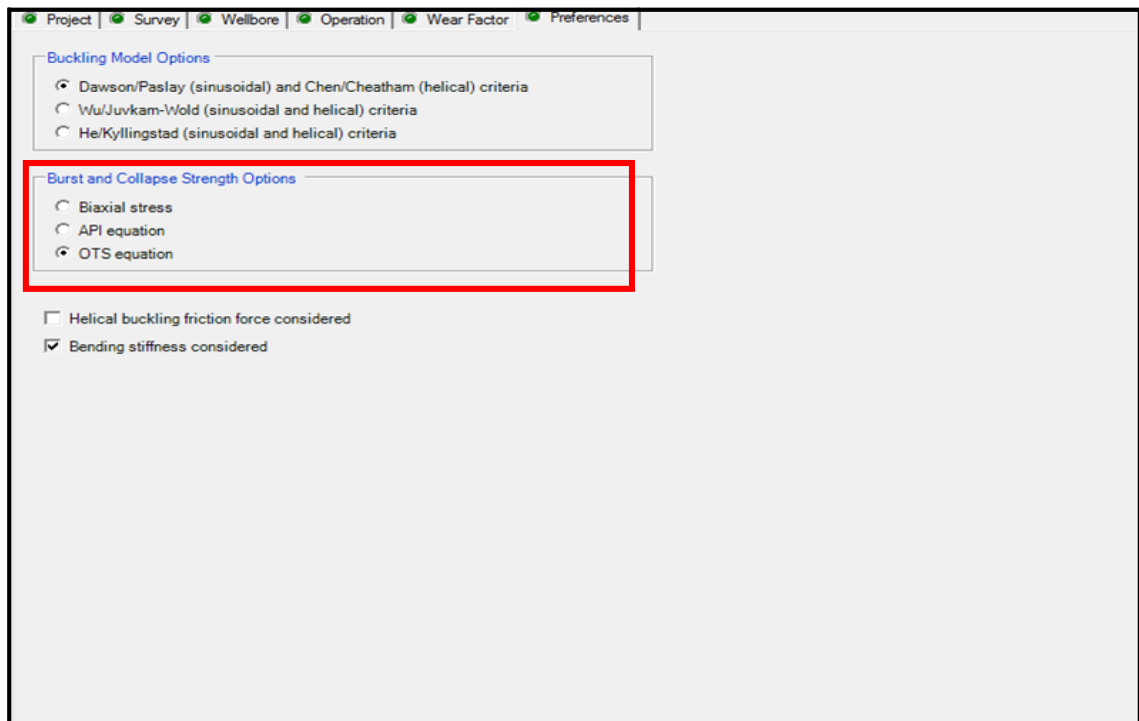 Project Survey Wellbore Operation Wear Factor Preferences
Buckling Model Options
Dawson/Paslay (sinusoidal) and Chen/Cheatham (helical) criteria
Wu/Juvkam-Wold (sinusoidal and helical) criteria
He/Kyllingstad (sinusoidal and helical) criteria
Burst and Collapse Strength Options
Biaxial stress
API equation
OTS equation
Helical buckling friction force considered
Bending stiffness considered